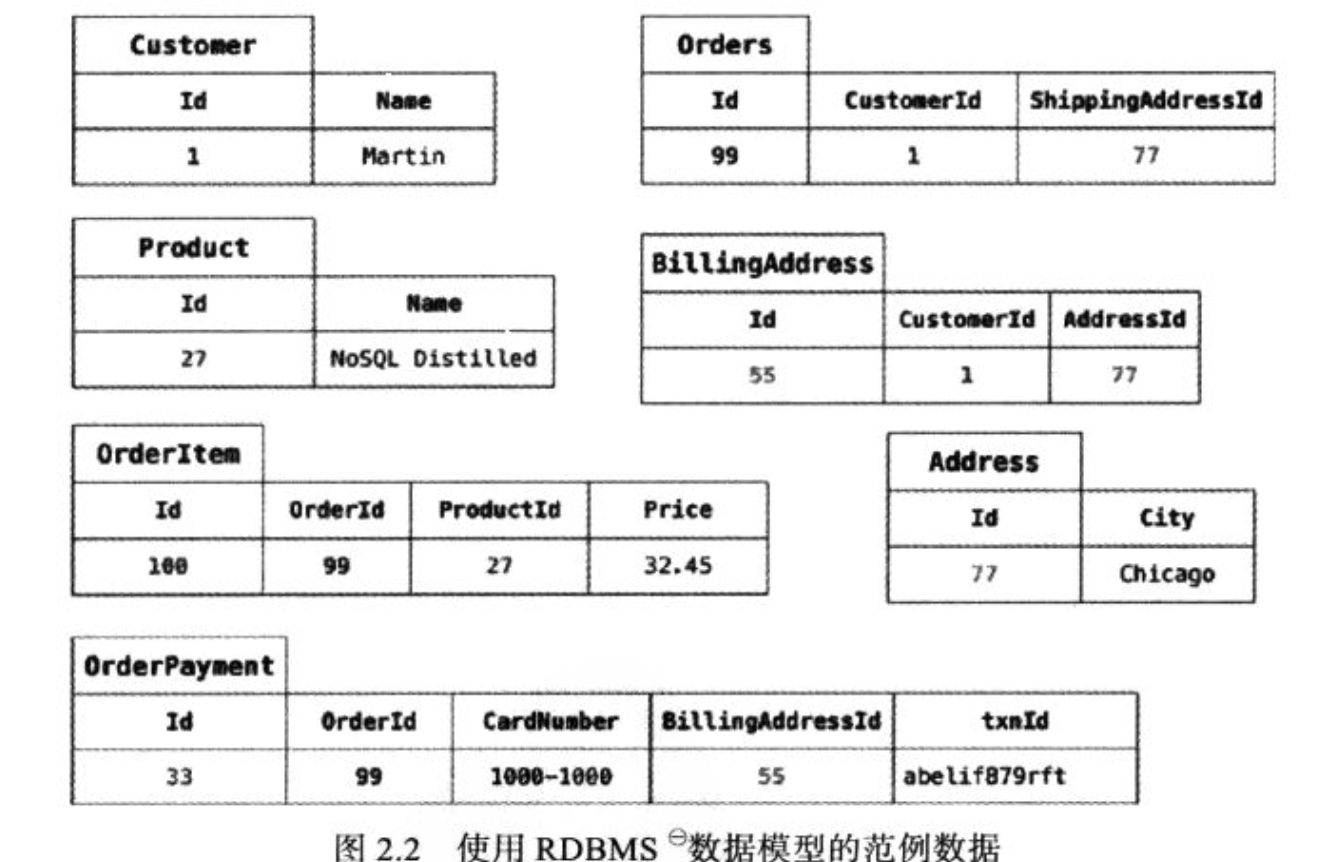 Customer
Id Name
1 Martin
Orders
Id CustomerId ShippingAddressId
99 1 77
Product
Id Name
27 NoSQL Distilled
BillingAddress
Id CustomerId AddressId
55 1 77
OrderItem
Id OrderId ProductId Price
100 99 27 32.45
Address
Id City
77 Chicago
OrderPayment
Id OrderId CardNumber BillingAddressId txnId
33 99 1000-1000 55 abelif879rft
图 2.2 使用 RDBMS ㊀数据模型的范例数据